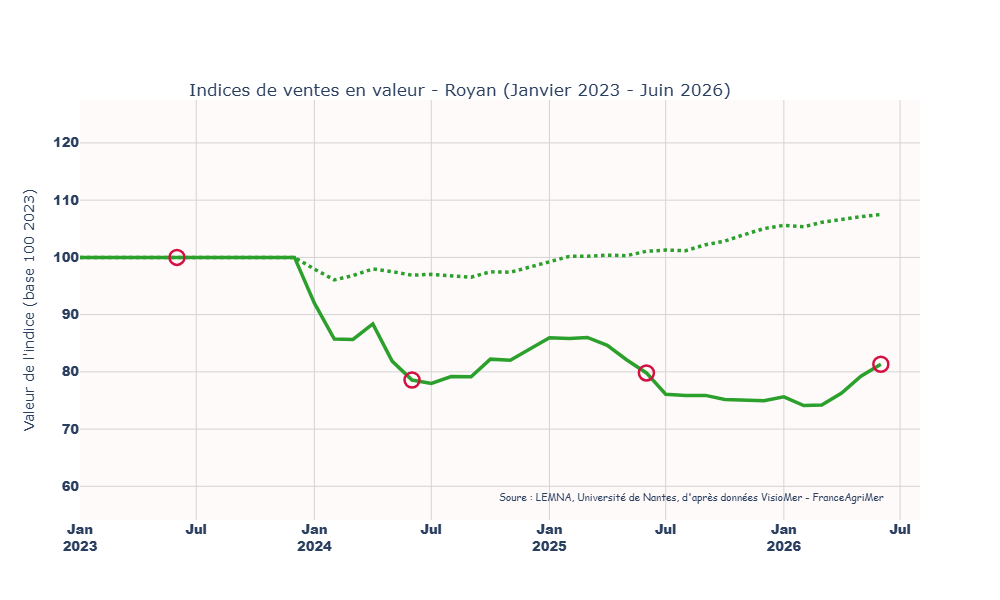 Indices de ventes en valeur - Royan (Janvier 2023 - Juin 2026)
Valeur de l'indice (base 100 2023)
120
110
100
90
80
70
60
Soure : LEMNA, Université de Nantes, d'après données VisioMer - FranceAgriMer
Jan Jul Jan Jul Jan Jul Jan Jul
2023 2024 2025 2026